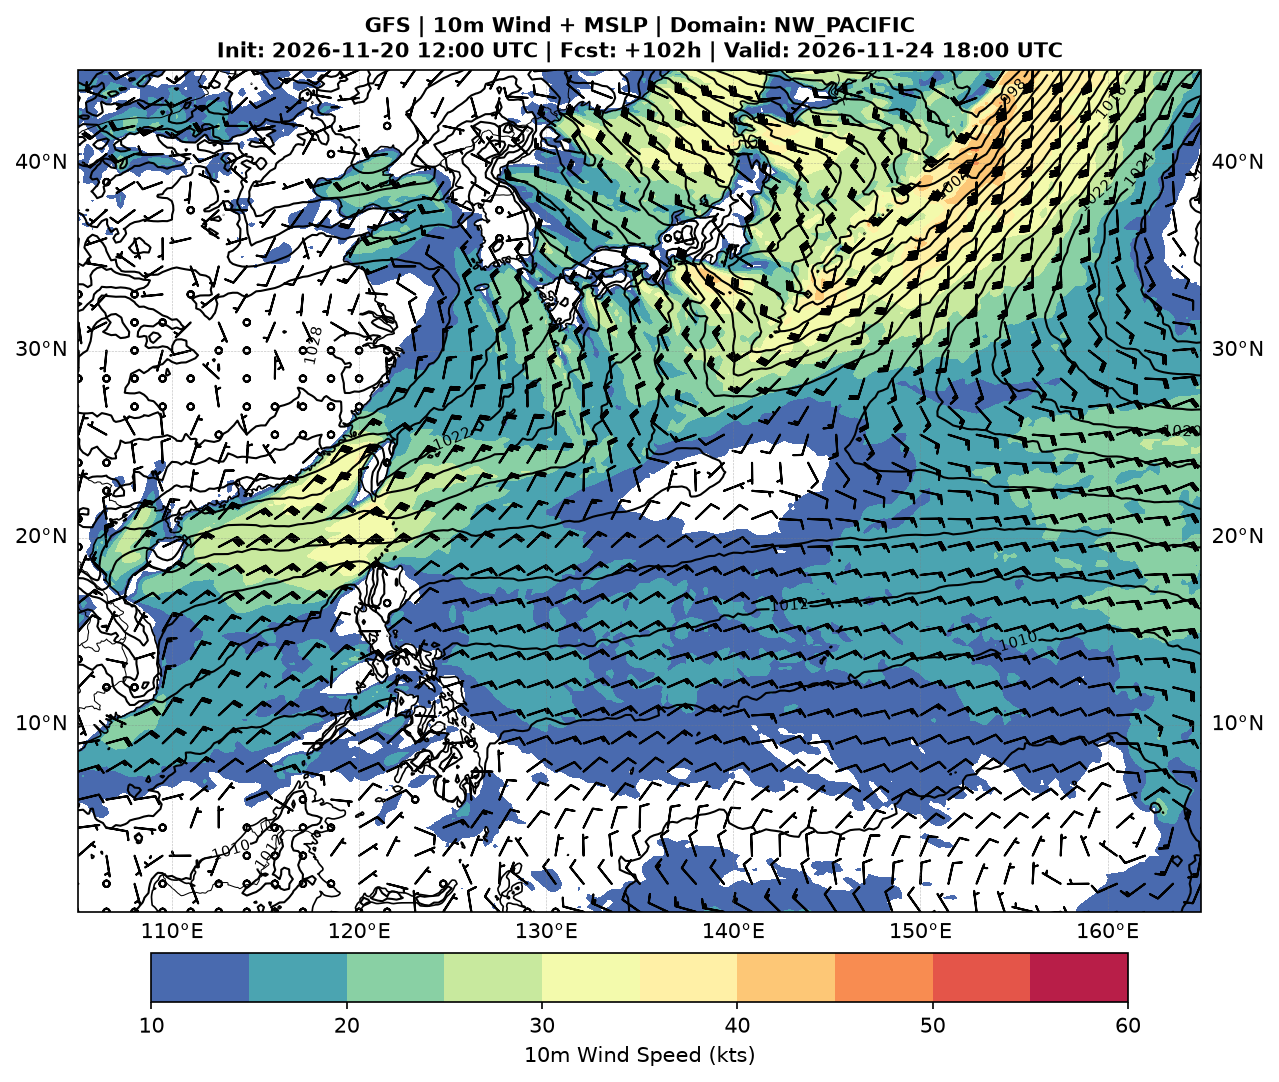 GFS | 10m Wind + MSLP | Domain: NW_PACIFIC
Init: 2026-11-20 12:00 UTC | Fcst: +102h | Valid: 2026-11-24 18:00 UTC
998
1016
1024
1022
40°N
40°N
1028
30°N
30°N
1022
1020
20°N
20°N
1012
1010
10°N
10°N
1010
1012
110°E 120°E 130°E 140°E 150°E 160°E
10 20 30 40 50 60
10m Wind Speed (kts)